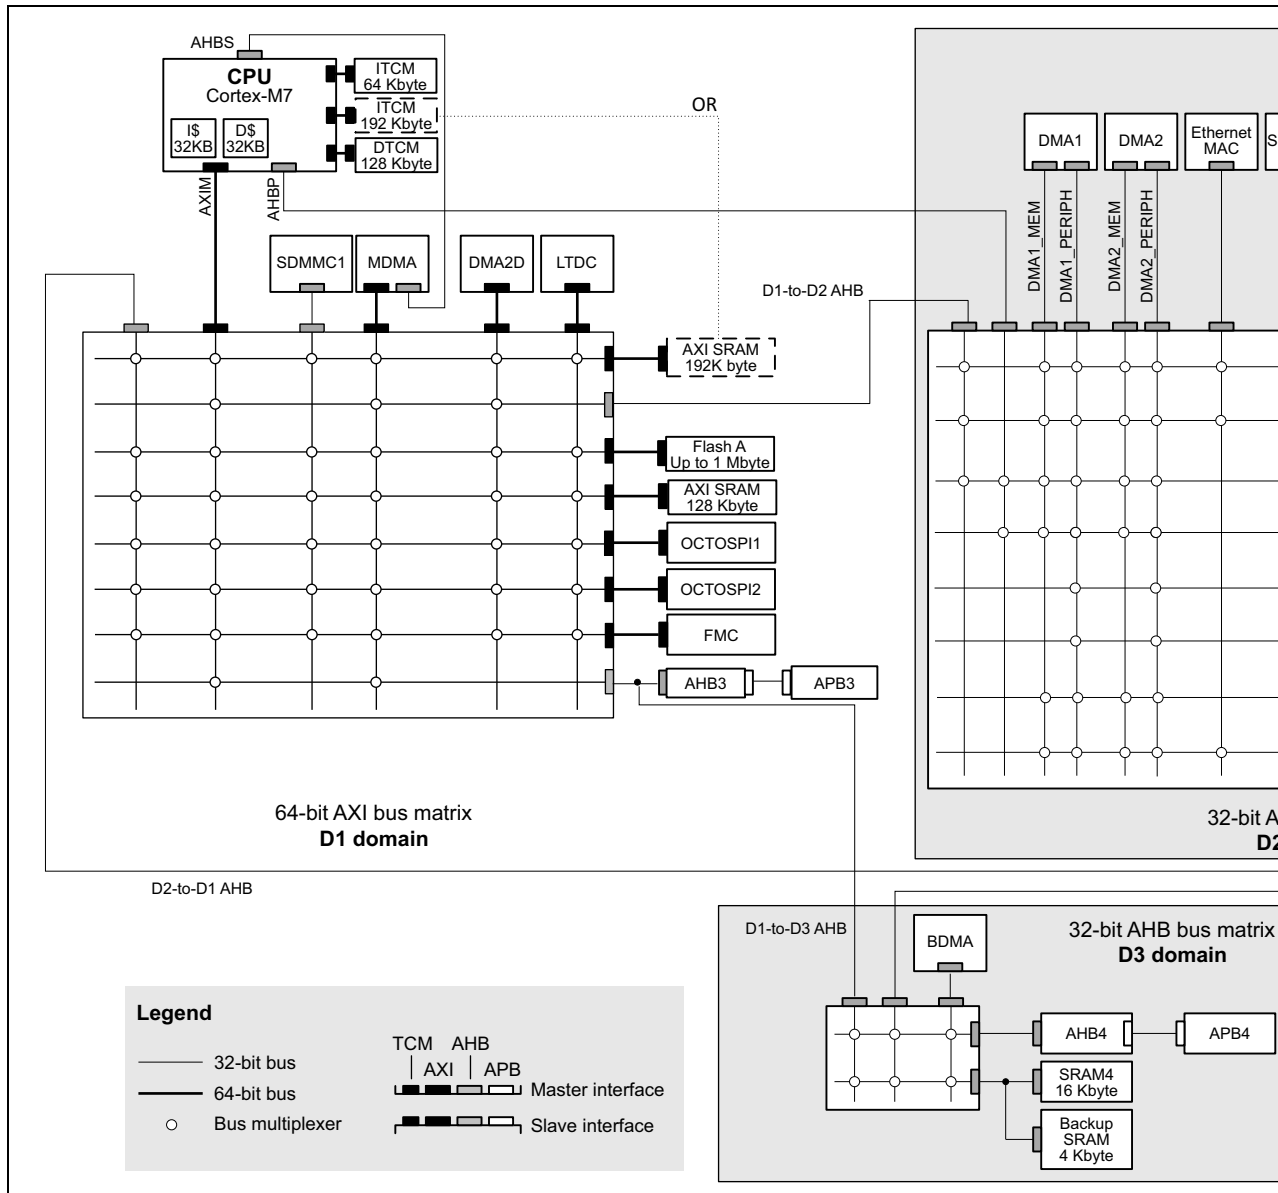 AHBS
CPU
Cortex-M7
I$
32KB
D$
32KB
ITCM
64 Kbyte
ITCM
192 Kbyte
DTCM
128 Kbyte
OR
AXIM
AHBP
SDMMC1
MDMA
DMA2D
LTDC
DMA1
DMA2
Ethernet
MAC
S
DMA1_MEM
DMA1_PERIPH
DMA2_MEM
DMA2_PERIPH
D1-to-D2 AHB
AXI SRAM
192K byte
Flash A
Up to 1 Mbyte
AXI SRAM
128 Kbyte
OCTOSPI1
OCTOSPI2
FMC
AHB3
APB3
64-bit AXI bus matrix
D1 domain
32-bit A
D2
D2-to-D1 AHB
D1-to-D3 AHB
BDMA
32-bit AHB bus matrix
D3 domain
AHB4
APB4
SRAM4
16 Kbyte
Backup
SRAM
4 Kbyte
Legend
32-bit bus
64-bit bus
Bus multiplexer
TCM
AHB
AXI
APB
Master interface
Slave interface